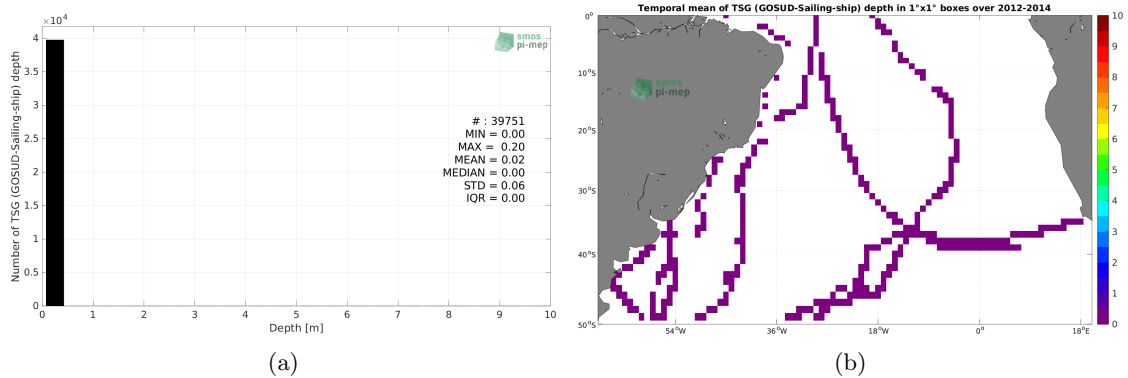 ×10⁴
4
3.5
3
2.5
2
1.5
1
0.5
0
Number of TSG (GOSUD-Sailing-ship) depth
smos
pi-mep
# : 39751
MIN = 0.00
MAX = 0.20
MEAN = 0.02
MEDIAN = 0.00
STD = 0.06
IQR = 0.00
0 1 2 3 4 5 6 7 8 9 10
Depth [m]
(a)
Temporal mean of TSG (GOSUD-Sailing-ship) depth in 1°x1° boxes over 2012-2014
0°
10°S
20°S
30°S
40°S
50°S
smos
pi-mep
54°W 36°W 18°W 0° 18°E
10
9
8
7
6
5
4
3
2
1
0
(b)